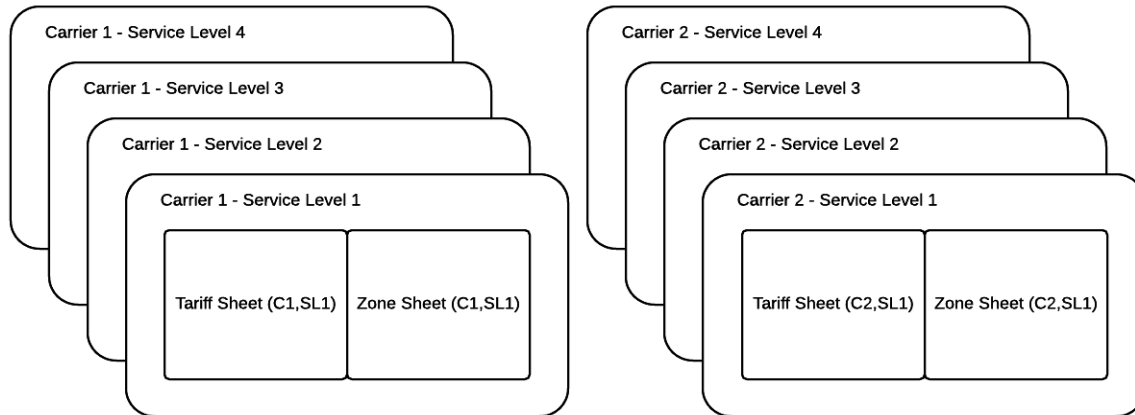 Carrier 1 - Service Level 4
Carrier 1 - Service Level 3
Carrier 1 - Service Level 2
Carrier 1 - Service Level 1
Tariff Sheet (C1,SL1)
Zone Sheet (C1,SL1)
Carrier 2 - Service Level 4
Carrier 2 - Service Level 3
Carrier 2 - Service Level 2
Carrier 2 - Service Level 1
Tariff Sheet (C2,SL1)
Zone Sheet (C2,SL1)